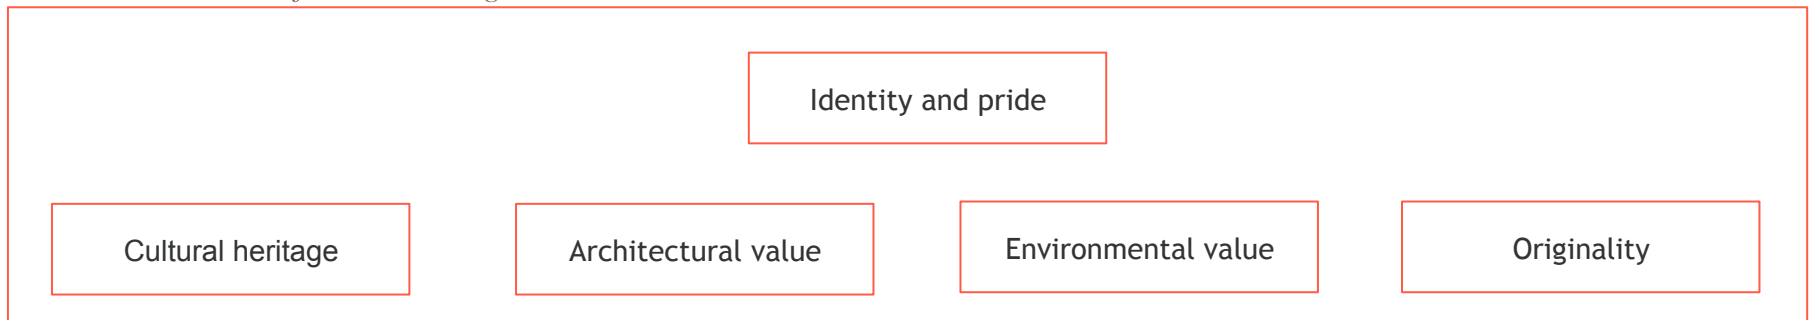 Identity and pride
Cultural heritage
Architectural value
Environmental value
Originality